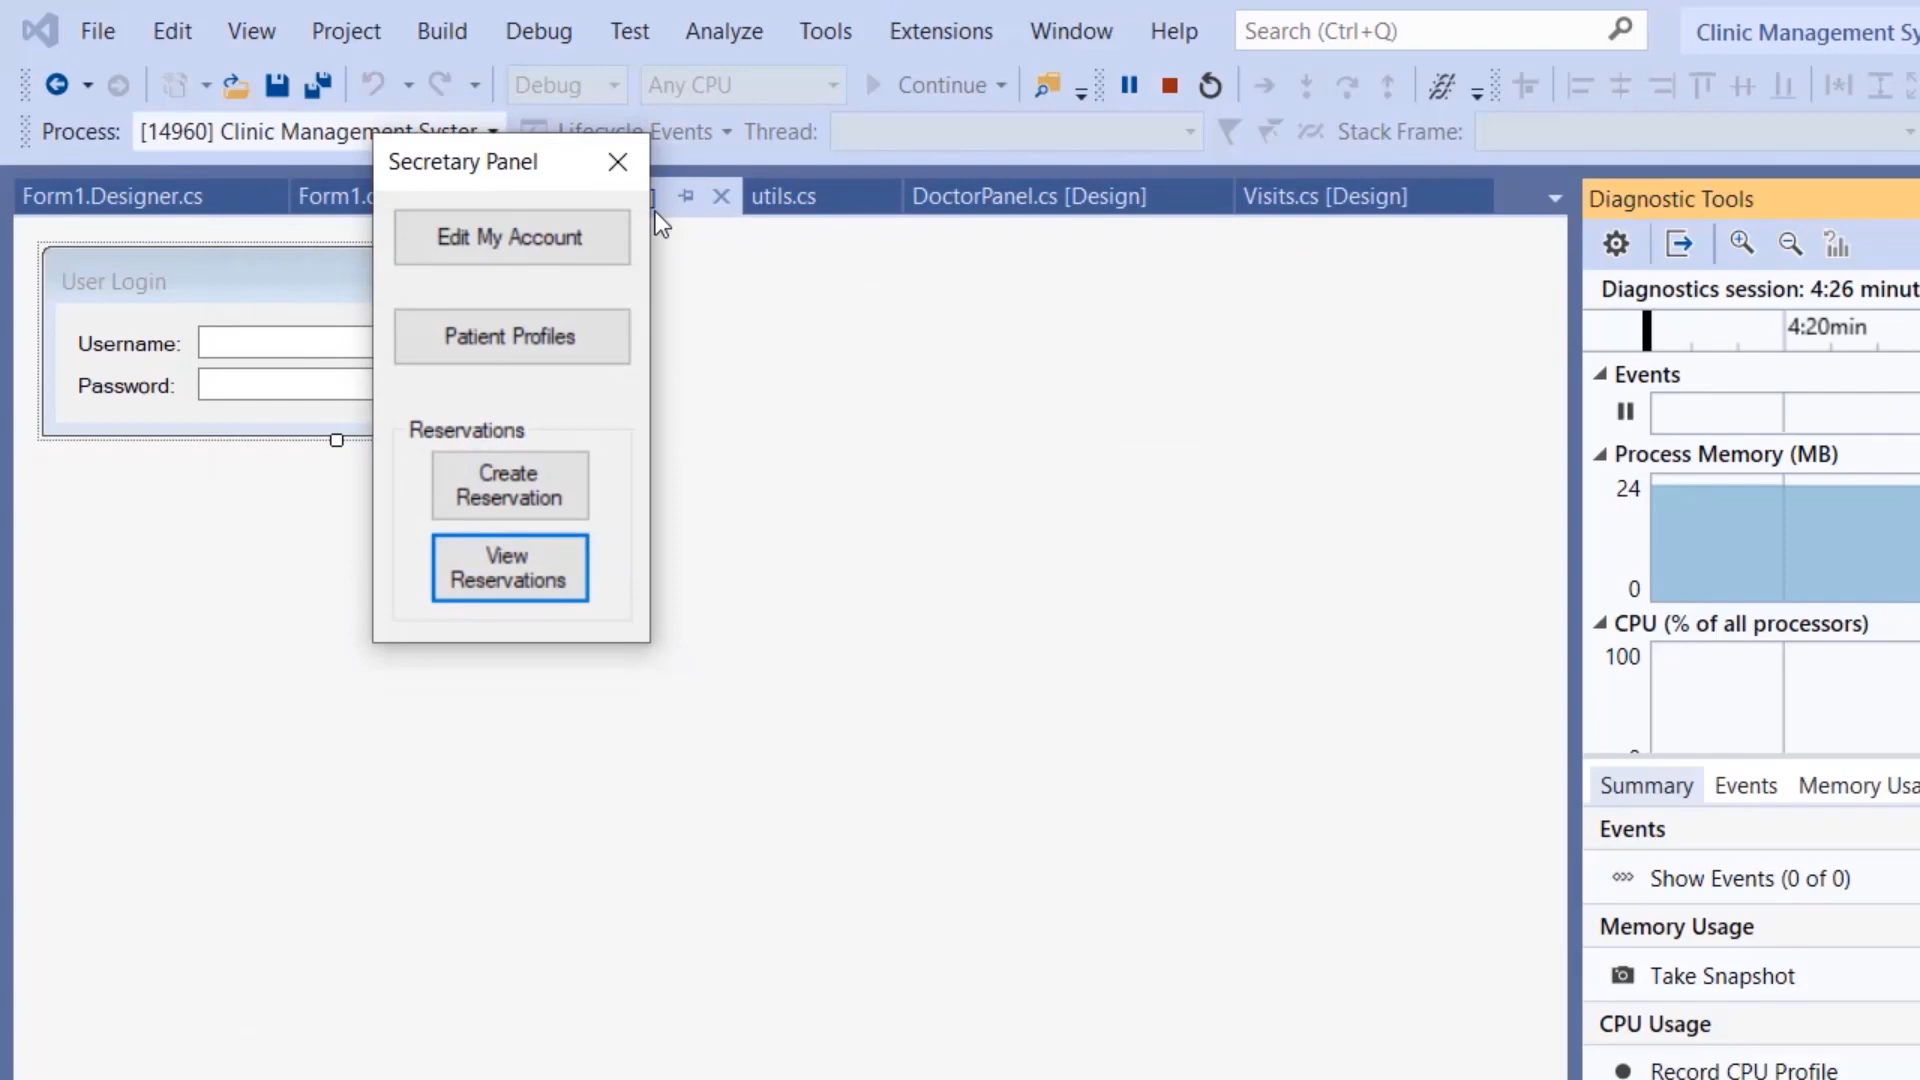 File Edit View Project Build Debug Test Analyze Tools Extensions Window Help Search (Ctrl+Q) Clinic Management Sy
Debug Any CPU Continue
Process: [14960] Clinic Management Syster Lifecycle Events Thread: Stack Frame:
Secretary Panel
Form1.Designer.cs Form1.c utils.cs DoctorPanel.cs [Design] Visits.cs [Design] Diagnostic Tools
Edit My Account
User Login
Diagnostics session: 4:26 minut
4:20min
Username:
Patient Profiles
Password:
Events
Reservations
Create
Reservation
Process Memory (MB)
24
0
View
Reservations
CPU (% of all processors)
100
Summary Events Memory Usa
Events
Show Events (0 of 0)
Memory Usage
Take Snapshot
CPU Usage
Record CPU Profile